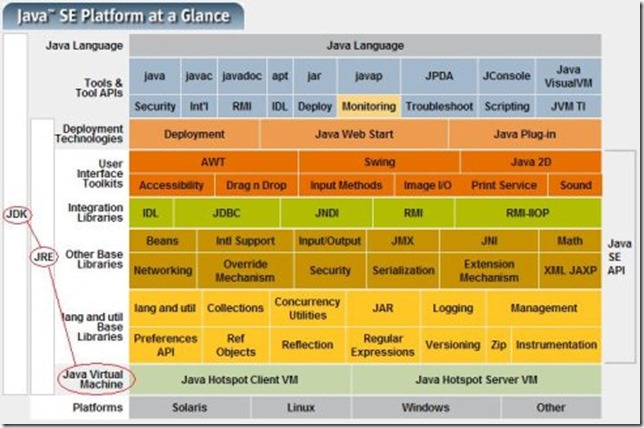 Java™ SE Platform at a Glance
Java Language
Java Language
Tools &
Tool APIs
java javac javadoc apt jar javap JPDA JConsole Java
VisualVM
Security Int'l RMI IDL Deploy Monitoring Troubleshoot Scripting JVM TI
Deployment
Technologies
Deployment Java Web Start Java Plug-in
User
Interface
Toolkits
AWT Swing Java 2D
Accessibility Drag n Drop Input Methods Image I/O Print Service Sound
Integration
Libraries
IDL JDBC JNDI RMI RMI-IIOP
JDK
JRE
Other Base
Libraries
Beans Intl Support Input/Output JMX JNI Math
Networking Override
Mechanism Security Serialization Extension
Mechanism XML JAXP
Java
SE
API
lang and util
Base
Libraries
lang and util Collections Concurrency
Utilities JAR Logging Management
Preferences
API Ref
Objects Reflection Regular
Expressions Versioning Zip Instrumentation
Java Virtual
Machine
Java Hotspot Client VM Java Hotspot Server VM
Platforms
Solaris Linux Windows Other